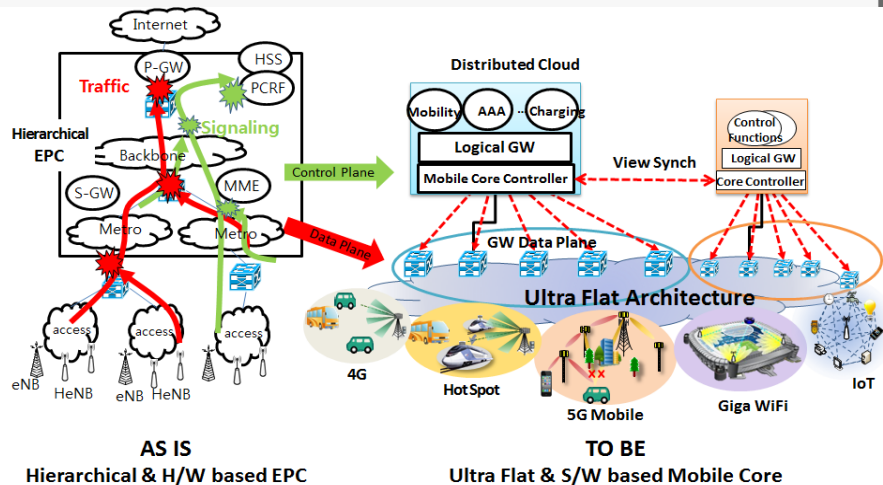 Internet
P-GW
HSS
PCRF
Traffic
Signaling
Hierarchical
EPC
Backbone
S-GW
MME
Metro
Metro
access
access
access
eNB
HeNB
eNB
HeNB
Control Plane
Data Plane
AS IS
Hierarchical & H/W based EPC
Distributed Cloud
Mobility
AAA
...
Charging
Logical GW
Mobile Core Controller
View Synch
Control
Functions
Logical GW
Core Controller
GW Data Plane
Ultra Flat Architecture
4G
Hot Spot
x x
5G Mobile
Giga WiFi
IoT
TO BE
Ultra Flat & S/W based Mobile Core